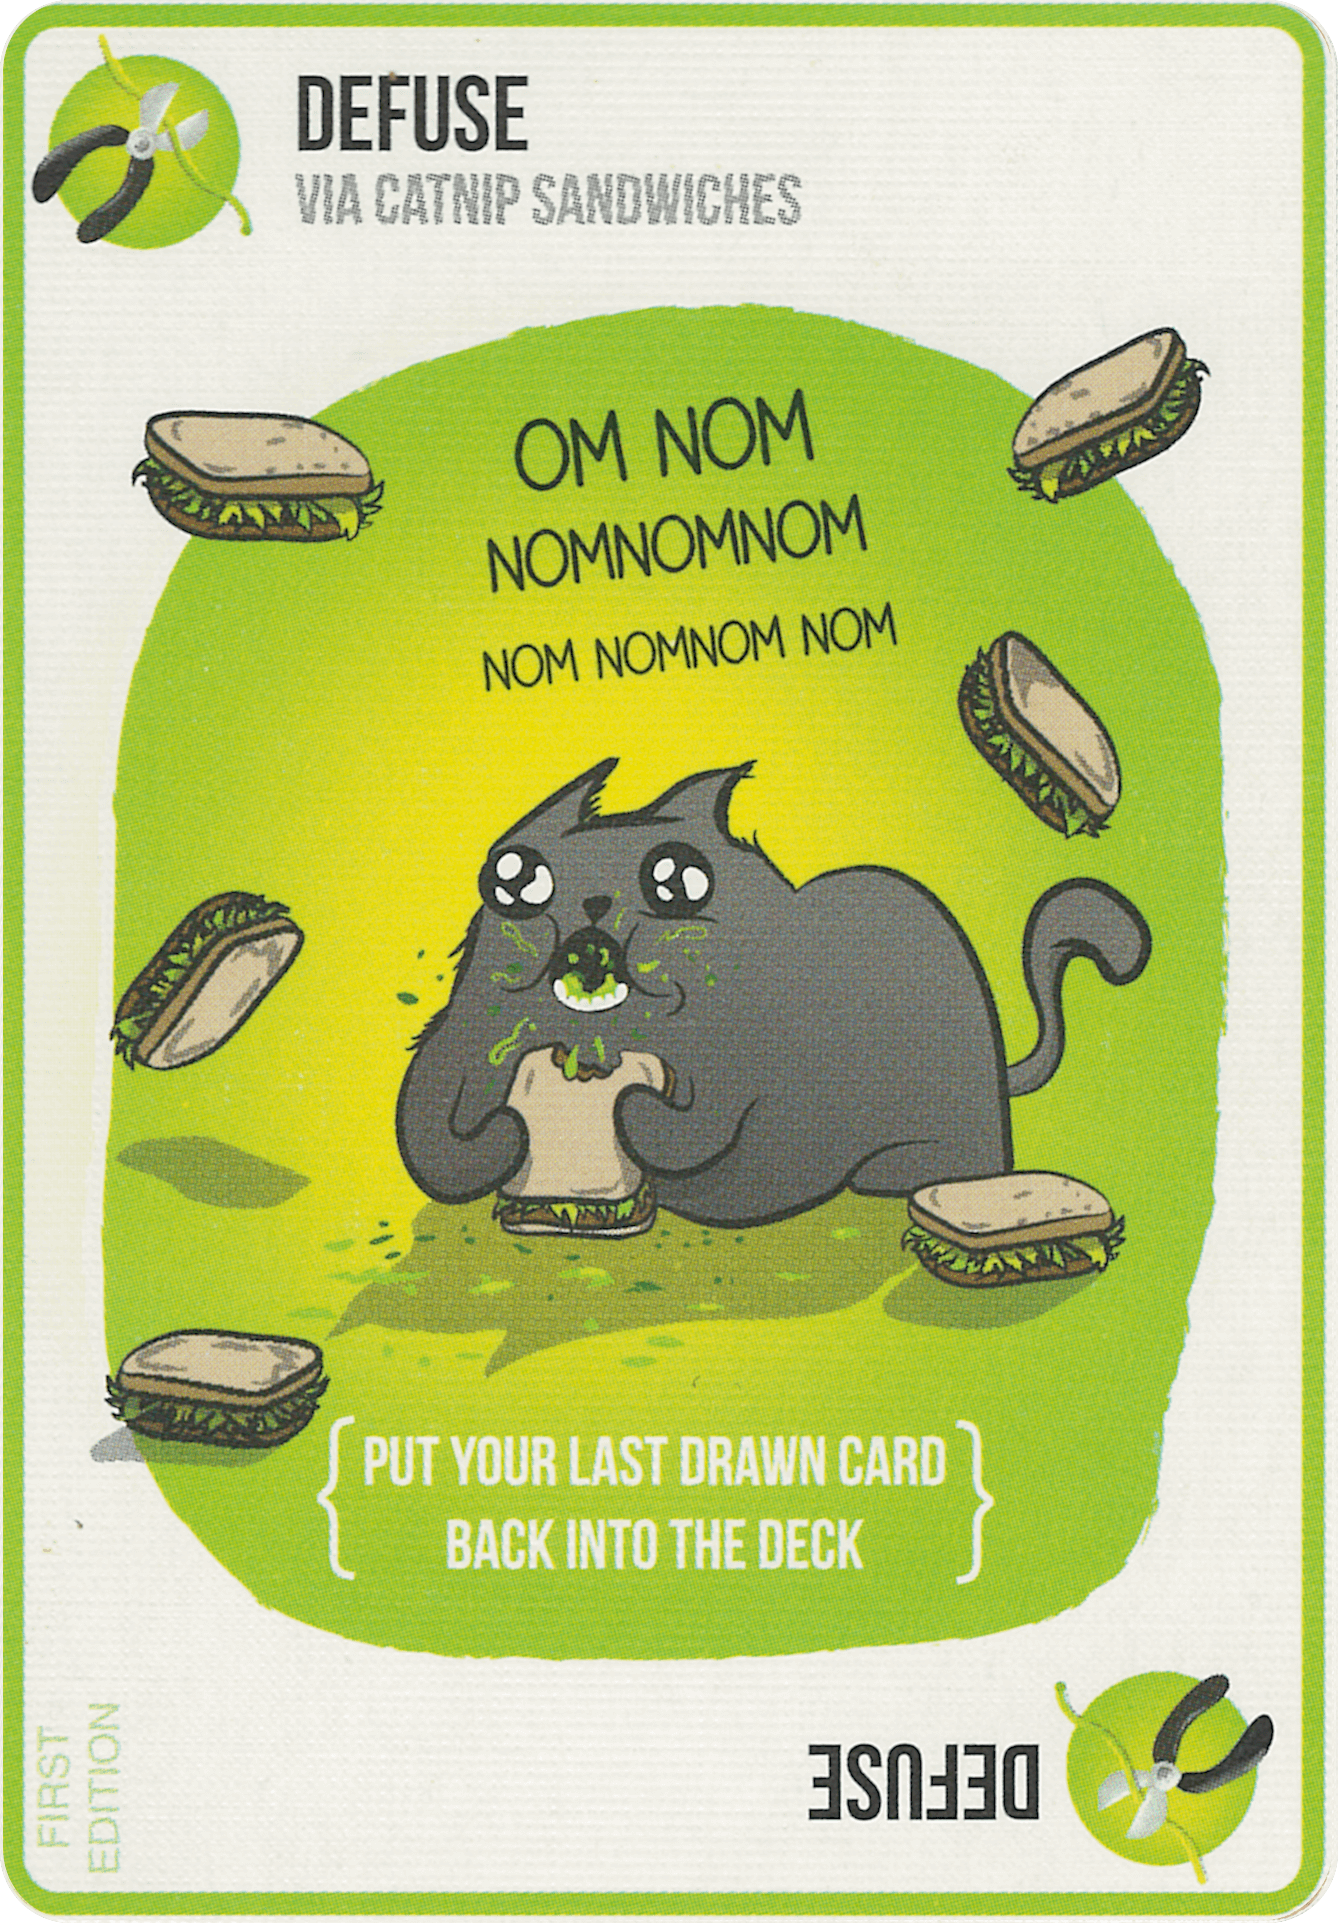 DEFUSE
VIA CATNIP SANDWICHES
OM NOM
NOMNOMNOM
NOM NOMNOM NOM
PUT YOUR LAST DRAWN CARD
BACK INTO THE DECK
FIRST
EDITION
DEFUSE